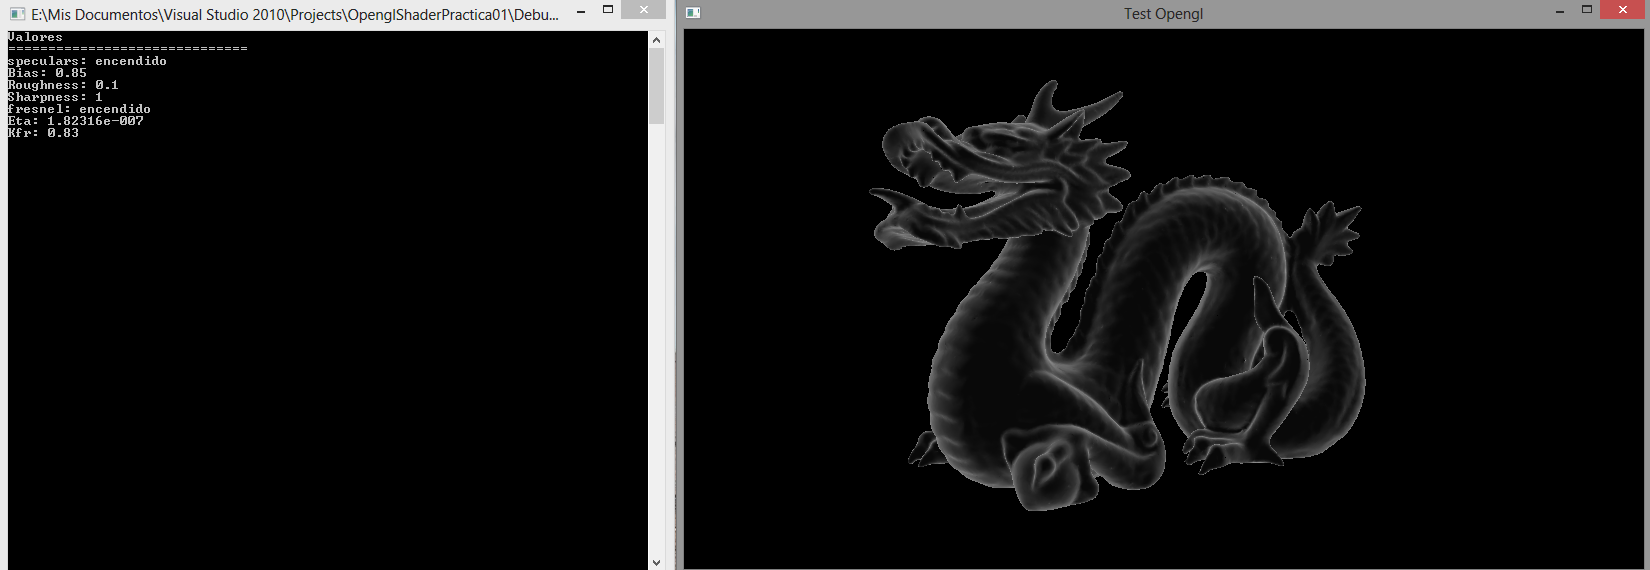 E:\Mis Documentos\Visual Studio 2010\Projects\OpenglShaderPractica01\Debu...
Valores
==============================
speculars: encendido
Bias: 0.85
Roughness: 0.1
Sharpness: 1
fresnel: encendido
Eta: 1.82316e-007
Kfr: 0.83
Test Opengl